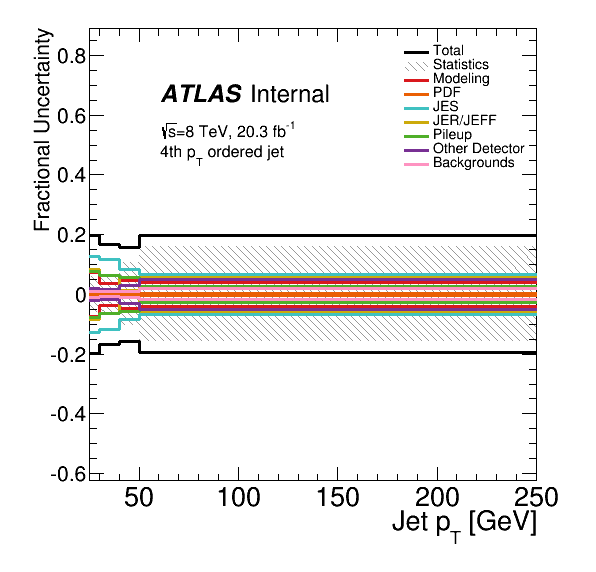 Fractional Uncertainty
0.8
0.6
0.4
0.2
0
-0.2
-0.4
-0.6
ATLAS Internal
√s=8 TeV, 20.3 fb⁻¹
4th p_T ordered jet
Total
Statistics
Modeling
PDF
JES
JER/JEFF
Pileup
Other Detector
Backgrounds
50 100 150 200 250
Jet p_T [GeV]